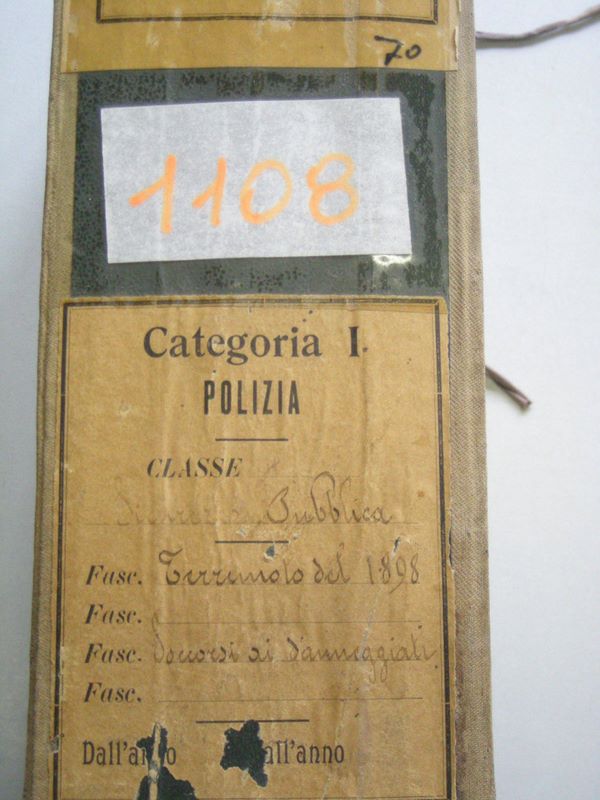 70
1108
Categoria I.
POLIZIA
CLASSE
Sicurezza Pubblica
Fasc. Terremoto del 1898
Fasc.
Fasc. Soccorsi ai danneggiati
Fasc.
Dall'anno all'anno